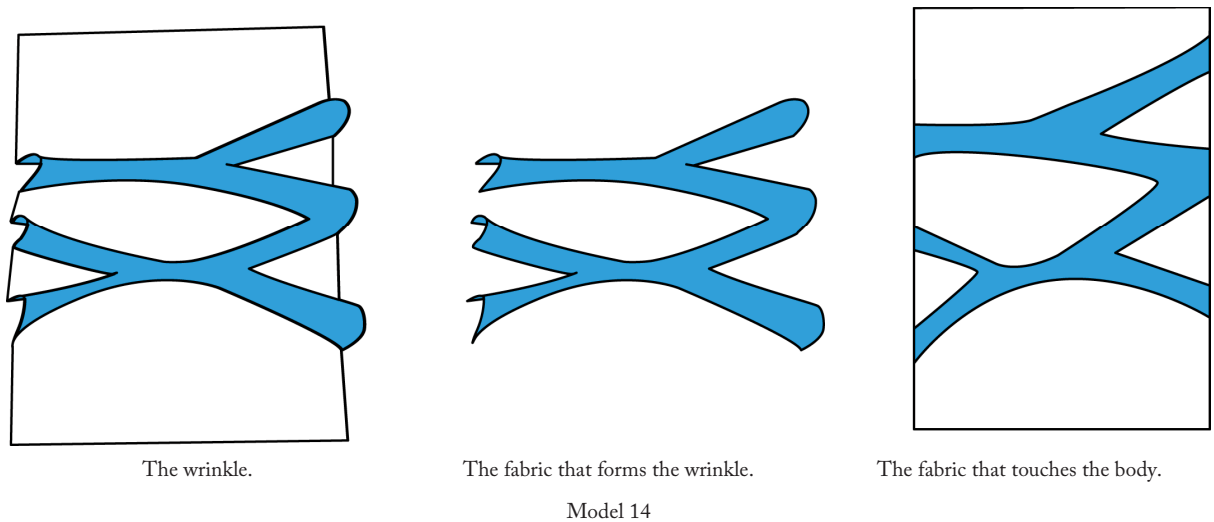 The wrinkle.
The fabric that forms the wrinkle.
The fabric that touches the body.
Model 14